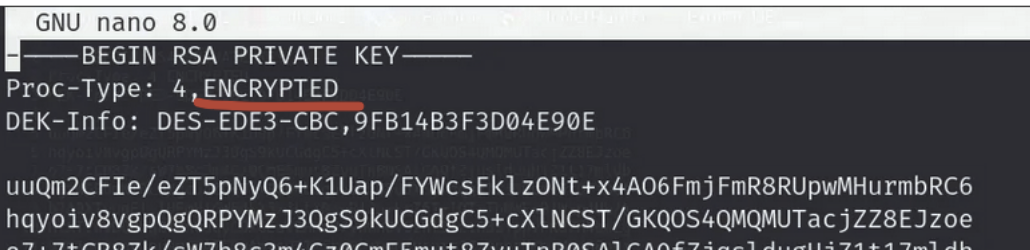 GNU nano 8.0
-----BEGIN RSA PRIVATE KEY-----
Proc-Type: 4,ENCRYPTED
DEK-Info: DES-EDE3-CBC,9FB14B3F3D04E90E
uuQm2CFIe/eZT5pNyQ6+K1Uap/FYWcsEklzONt+x4AO6FmjFmR8RUpwMHurmbRC6
hqyoiv8vgpQgQRPYMzJ3QgS9kUCGdgC5+cXlNCST/GKQOS4QMQMUTacjZZ8EJzoe